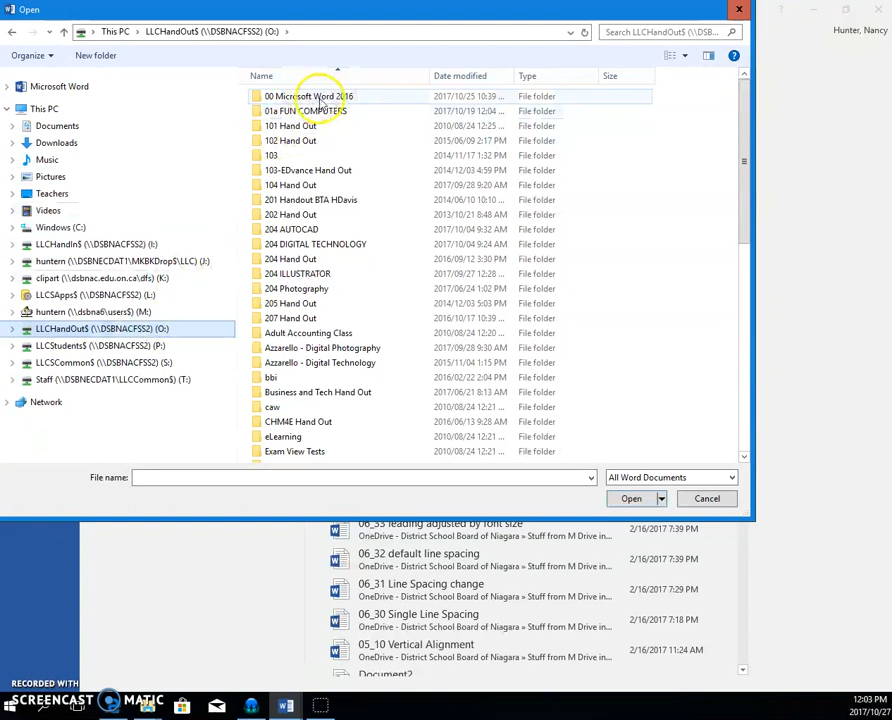 Open
Hunter, Nancy
This PC > LLCHandOut$ (\\DSBNACFSS2) (O:) >
Search LLCHandOut$ (\\DSB...
Organize
New folder
Name
Date modified
Type
Size
Microsoft Word
This PC
Documents
Downloads
Music
Pictures
Teachers
Videos
Windows (C:)
LLCHandIn$ (\\DSBNACFSS2) (I:)
huntern (\\DSBNECDAT1\MKBKDrop$\LLC) (J:)
clipart (\\dsbnac.edu.on.ca\dfs) (K:)
LLCSApps$ (\\DSBNACFSS2) (L:)
huntern (\\dsbna6\users$) (M:)
LLCHandOut$ (\\DSBNACFSS2) (O:)
LLCStudents$ (\\DSBNACFSS2) (P:)
LLCSCommon$ (\\DSBNACFSS2) (S:)
Staff (\\DSBNECDAT1\LLCCommon$) (T:)
Network
00 Microsoft Word 2016 2017/10/25 10:39 ... File folder
01a FUN COMPUTERS 2017/10/19 12:04 ... File folder
101 Hand Out 2010/08/24 12:25 ... File folder
102 Hand Out 2015/06/09 2:17 PM File folder
103 2014/11/17 1:32 PM File folder
103-EDvance Hand Out 2014/12/03 4:59 PM File folder
104 Hand Out 2017/09/28 9:20 AM File folder
201 Handout BTA HDavis 2014/06/10 10:10 ... File folder
202 Hand Out 2013/10/21 8:48 AM File folder
204 AUTOCAD 2017/10/04 9:32 AM File folder
204 DIGITAL TECHNOLOGY 2017/10/04 9:24 AM File folder
204 Hand Out 2016/09/12 3:30 PM File folder
204 ILLUSTRATOR 2017/09/27 12:28 ... File folder
204 Photography 2017/06/24 1:02 PM File folder
205 Hand Out 2014/12/03 5:03 PM File folder
207 Hand Out 2016/10/17 10:39 ... File folder
Adult Accounting Class 2010/08/24 12:20 ... File folder
Azzarello - Digital Photography 2017/09/28 9:30 AM File folder
Azzarello - Digital Technology 2015/11/04 1:15 PM File folder
bbi 2016/02/22 2:04 PM File folder
Business and Tech Hand Out 2017/06/21 8:13 AM File folder
caw 2010/08/24 12:21 ... File folder
CHM4E Hand Out 2016/06/13 9:28 AM File folder
eLearning 2010/08/24 12:21 ... File folder
Exam View Tests 2010/08/24 12:21 ... File folder
File name:
All Word Documents
Open
Cancel
06_33 leading adjusted by font size
OneDrive - District School Board of Niagara » Stuff from M Drive in...
2/16/2017 7:39 PM
06_32 default line spacing
OneDrive - District School Board of Niagara » Stuff from M Drive in...
2/16/2017 7:39 PM
06_31 Line Spacing change
OneDrive - District School Board of Niagara » Stuff from M Drive in...
2/16/2017 7:29 PM
06_30 Single Line Spacing
OneDrive - District School Board of Niagara » Stuff from M Drive in...
2/16/2017 7:18 PM
05_10 Vertical Alignment
OneDrive - District School Board of Niagara » Stuff from M Drive in...
2/16/2017 11:24 AM
Document2
RECORDED WITH
SCREENCAST MATIC
12:03 PM
2017/10/27